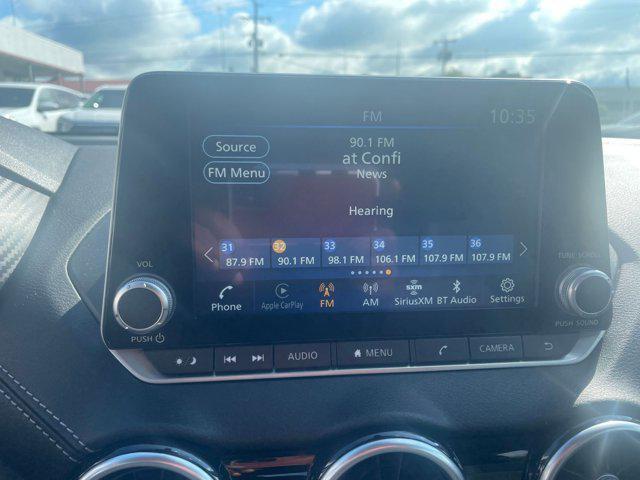 FM 10:35
Source
90.1 FM
at Confi
FM Menu
News
Hearing
31 32 33 34 35 36
87.9 FM 90.1 FM 98.1 FM 106.1 FM 107.9 FM 107.9 FM
Phone Apple CarPlay FM AM sxm SiriusXM BT Audio Settings
VOL
PUSH
TUNE SCROLL
PUSH SOUND
AUDIO MENU CAMERA